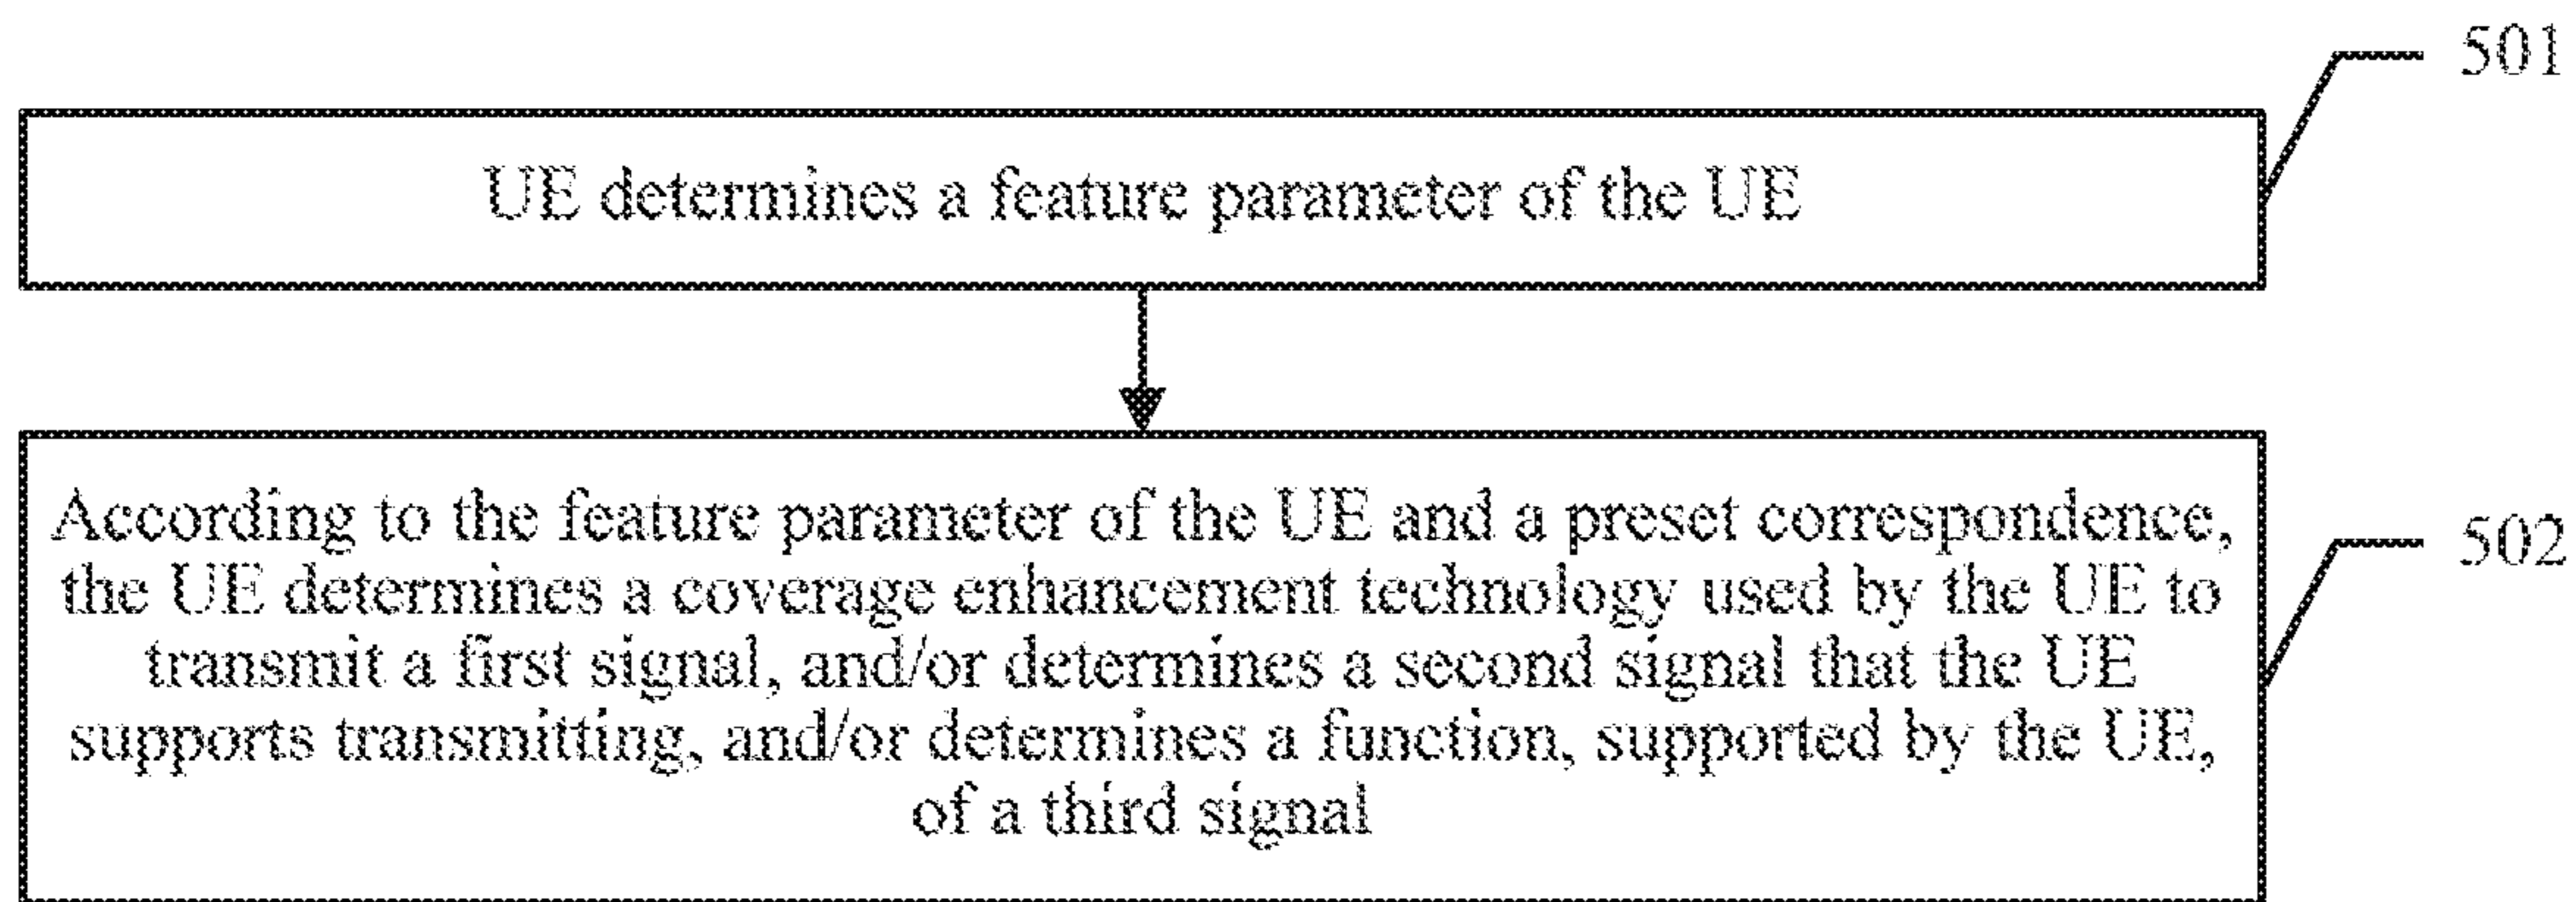 501
UE determines a feature parameter of the UE
According to the feature parameter of the UE and a preset correspondence,
the UE determines a coverage enhancement technology used by the UE to
transmit a first signal, and/or determines a second signal that the UE
supports transmitting, and/or determines a function, supported by the UE,
of a third signal
502